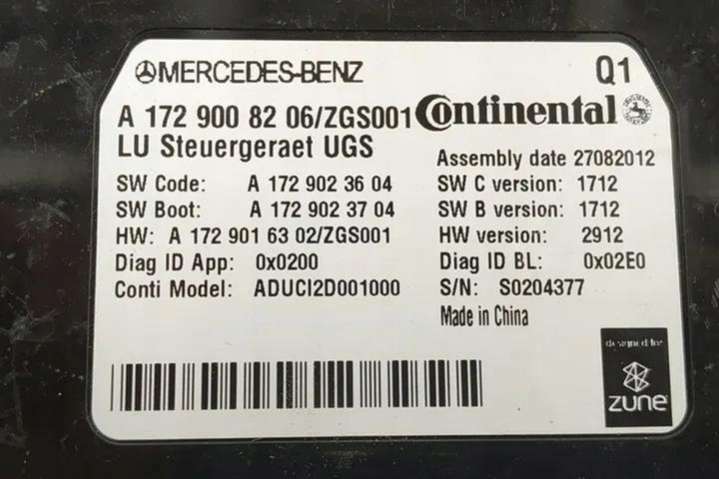 MERCEDES-BENZ Q1
A 172 900 82 06/ZGS001 Continental
LU Steuergeraet UGS
Assembly date 27082012
SW Code: A 172 902 36 04 SW C version: 1712
SW Boot: A 172 902 37 04 SW B version: 1712
HW: A 172 901 63 02/ZGS001 HW version: 2912
Diag ID App: 0x0200 Diag ID BL: 0x02E0
Conti Model: ADUCI2D001000 S/N: S0204377
Made in China
designed for
zune